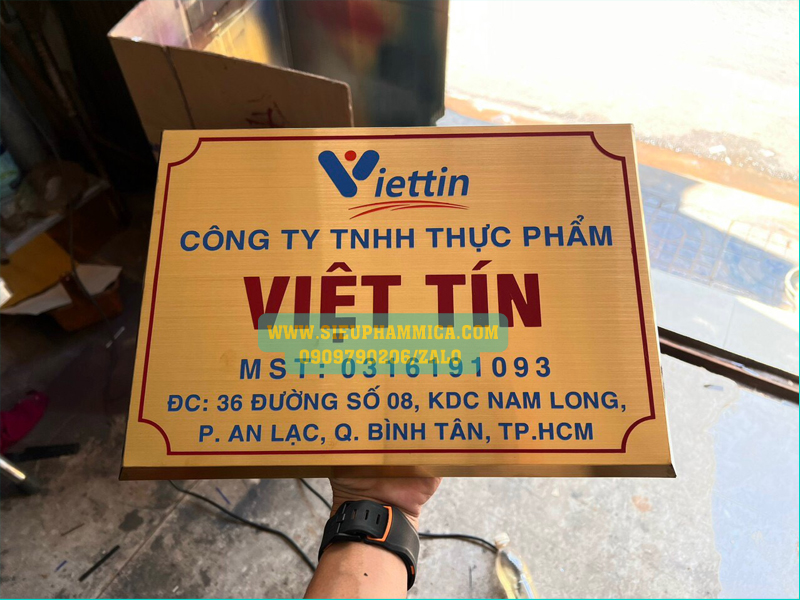 Viettin
CÔNG TY TNHH THỰC PHẨM
VIỆT TÍN
WWW.SIEUPHAMMICA.COM
0909790206/ZALO
MST: 0316191093
ĐC: 36 ĐƯỜNG SỐ 08, KDC NAM LONG,
P. AN LẠC, Q. BÌNH TÂN, TP.HCM